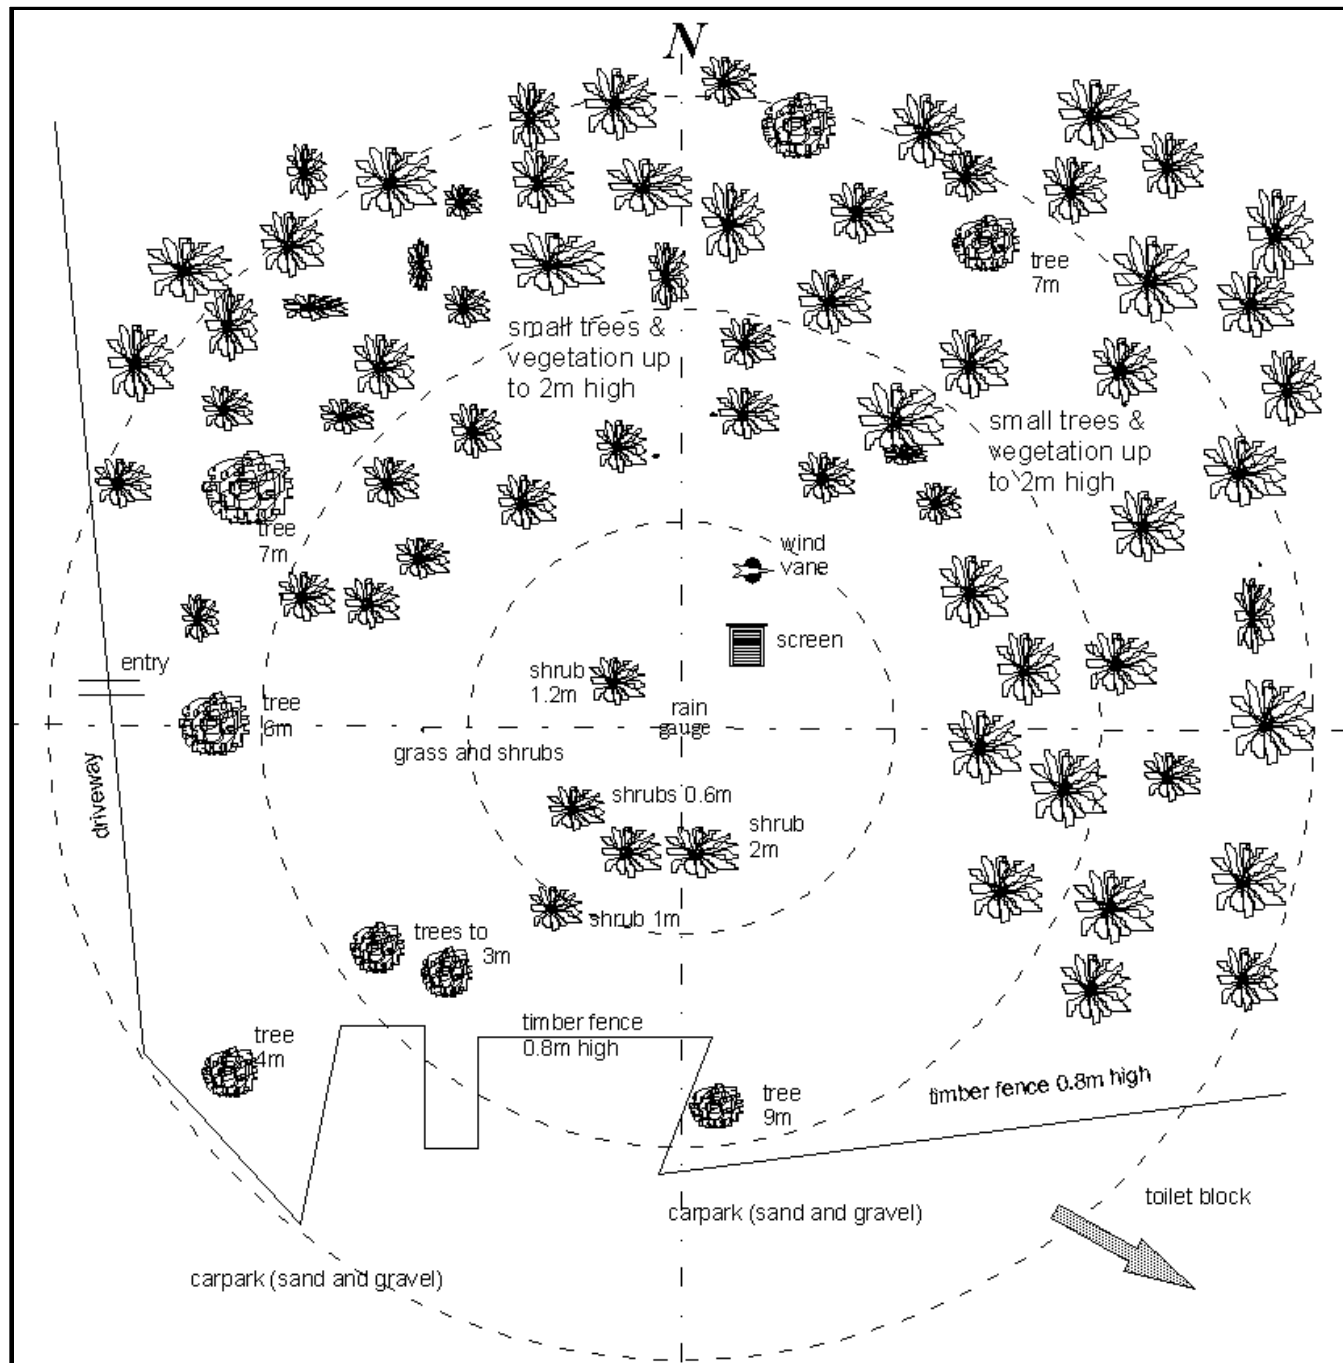 N
tree
7m
small trees &
vegetation up
to 2m high
small trees &
vegetation up
to 2m high
tree
7m
wind
vane
screen
entry
shrub
1.2m
tree
6m
rain
gauge
grass and shrubs
driveway
shrubs 0.6m
shrub
2m
shrub 1m
trees to
3m
timber fence
0.8m high
tree
4m
tree
9m
timber fence 0.8m high
toilet block
carpark (sand and gravel)
carpark (sand and gravel)